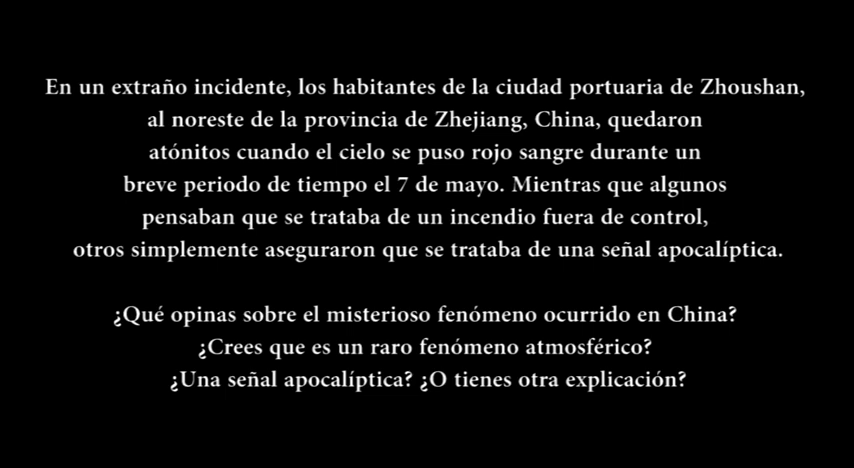 En un extraño incidente, los habitantes de la ciudad portuaria de Zhoushan,
al noreste de la provincia de Zhejiang, China, quedaron
atónitos cuando el cielo se puso rojo sangre durante un
breve periodo de tiempo el 7 de mayo. Mientras que algunos
pensaban que se trataba de un incendio fuera de control,
otros simplemente aseguraron que se trataba de una señal apocalíptica.
¿Qué opinas sobre el misterioso fenómeno ocurrido en China?
¿Crees que es un raro fenómeno atmosférico?
¿Una señal apocalíptica? ¿O tienes otra explicación?